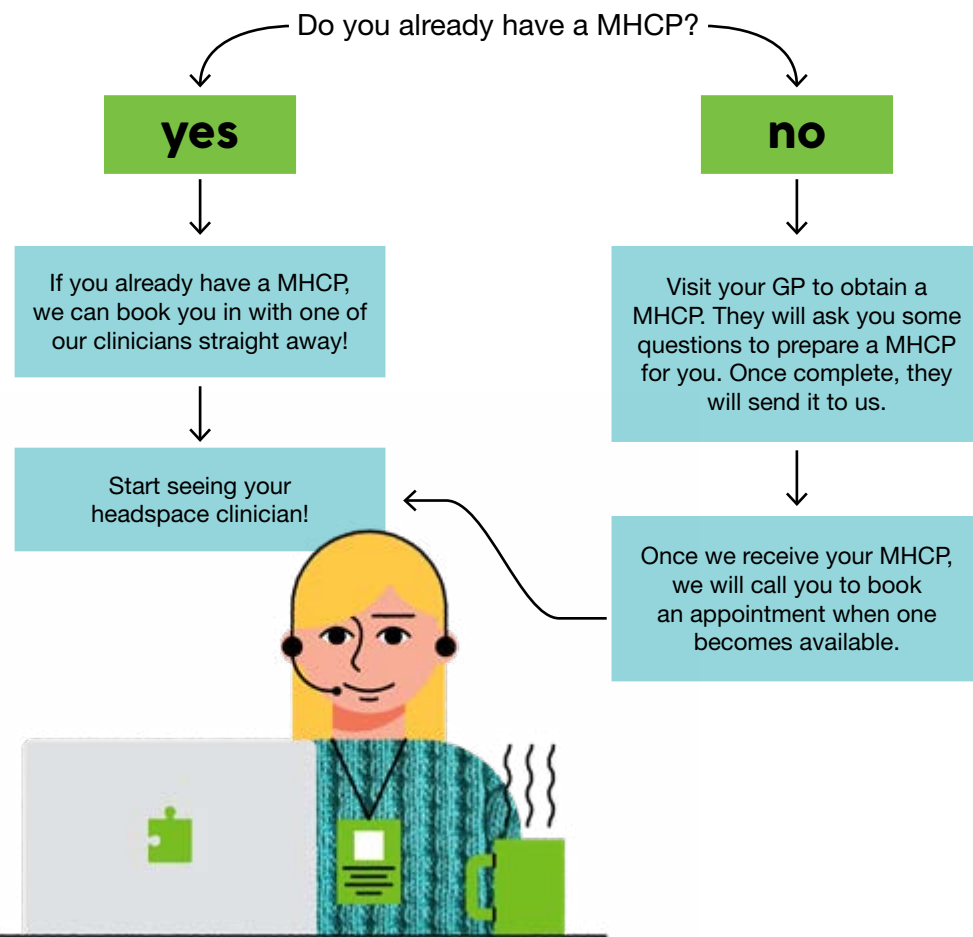 Do you already have a MHCP?
yes
If you already have a MHCP,
we can book you in with one of
our clinicians straight away!
Start seeing your
headspace clinician!
no
Visit your GP to obtain a
MHCP. They will ask you some
questions to prepare a MHCP
for you. Once complete, they
will send it to us.
Once we receive your MHCP,
we will call you to book
an appointment when one
becomes available.